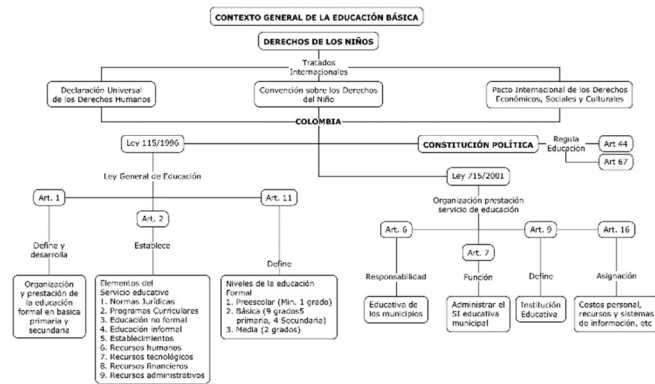 CONTEXTO GENERAL DE LA EDUCACIÓN BÁSICA
DERECHOS DE LOS NIÑOS
Tratados
Internacionales
Declaración Universal
de los Derechos Humanos
Convención sobre los Derechos
del Niño
Pacto Internacional de los Derechos
Económicos, Sociales y Culturales
COLOMBIA
Ley 115/1996
CONSTITUCIÓN POLÍTICA
Regula
Educación
Art 44
Art 67
Ley General de Educación
Ley 715/2001
Organización prestación
servicio de educación
Art. 1
Art. 2
Art. 11
Define y
desarrolla
Establece
Define
Organización
y prestación de
la educación
formal en basica
primaria y
secundaria
Elementos del
Servicio educativo
1. Normas Jurídicas
2. Programas Curriculares
3. Educación no formal
4. Educación informal
5. Establecimientos
6. Recursos humanos
7. Recursos tecnológicos
8. Recursos financieros
9. Recursos administrativos
Niveles de la educación
Formal
1. Preescolar (Min. 1 grado)
2. Básica (9 grados5
primaria, 4 Secundaria)
3. Media (2 grados)
Art. 6
Art. 7
Art. 9
Art. 16
Responsabilidad
Función
Define
Asignación
Educativa de
los municipios
Administrar el
SI educativa
municipal
Institución
Educativa
Costos personal,
recursos y sistemas
de información, etc